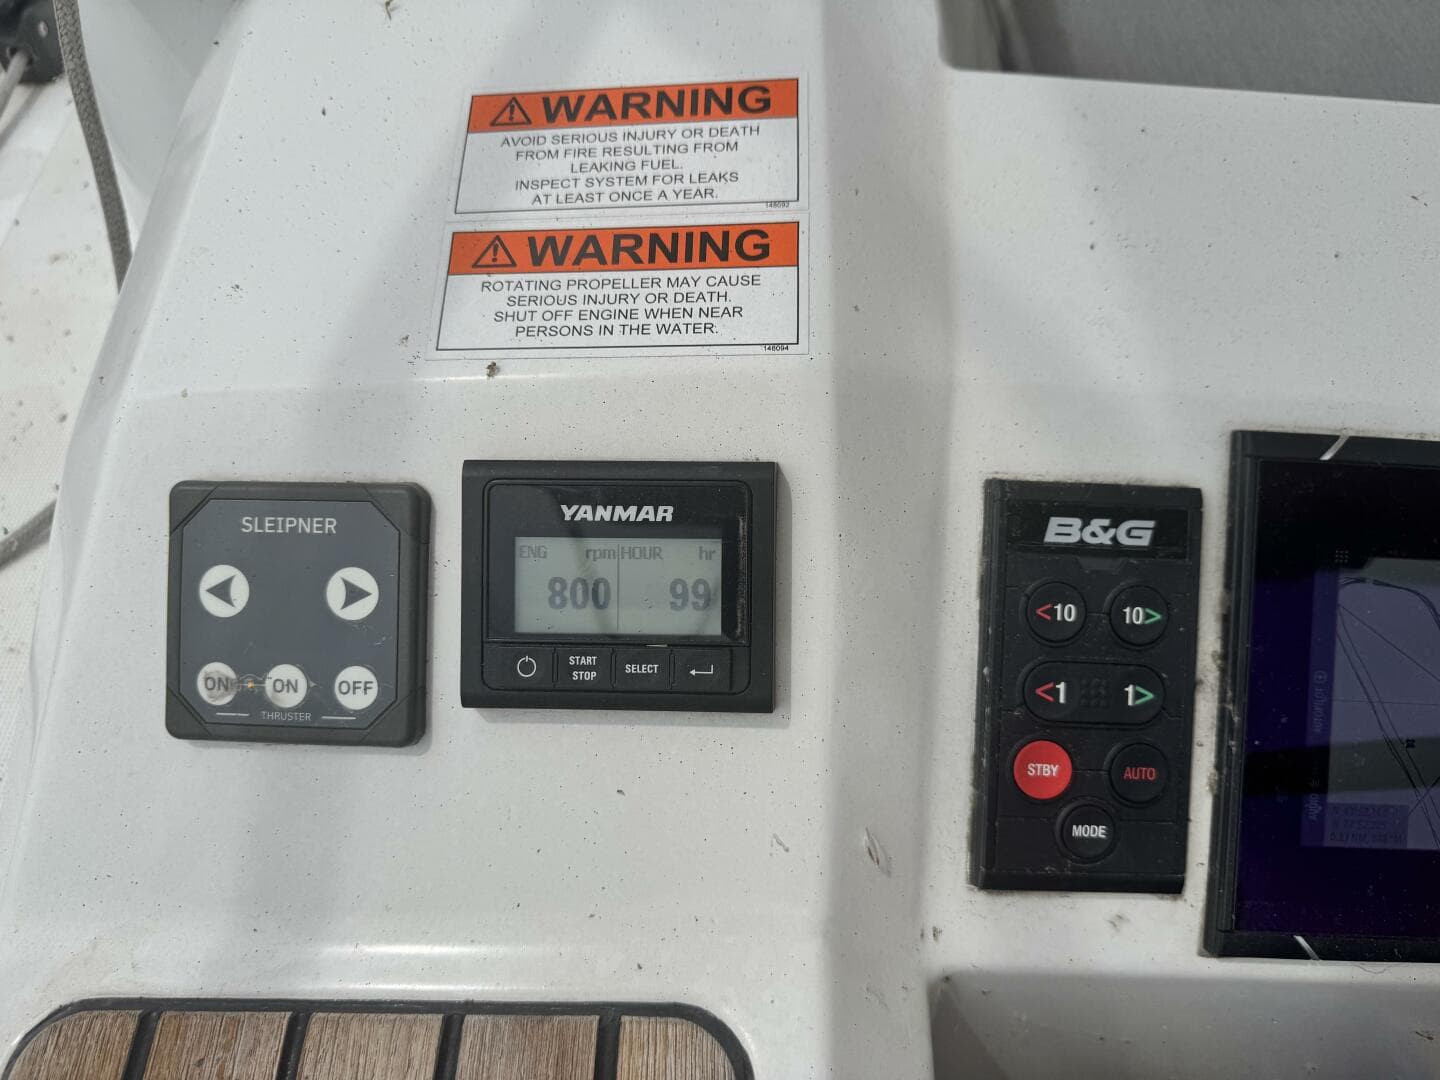 WARNING
AVOID SERIOUS INJURY OR DEATH
FROM FIRE RESULTING FROM
LEAKING FUEL.
INSPECT SYSTEM FOR LEAKS
AT LEAST ONCE A YEAR.
148092
WARNING
ROTATING PROPELLER MAY CAUSE
SERIOUS INJURY OR DEATH.
SHUT OFF ENGINE WHEN NEAR
PERSONS IN THE WATER.
148094
SLEIPNER
ON ON OFF
THRUSTER
YANMAR
ENG rpm HOUR hr
800 99
START
STOP
SELECT
B&G
<10 10>
<1 1>
STBY AUTO
MODE